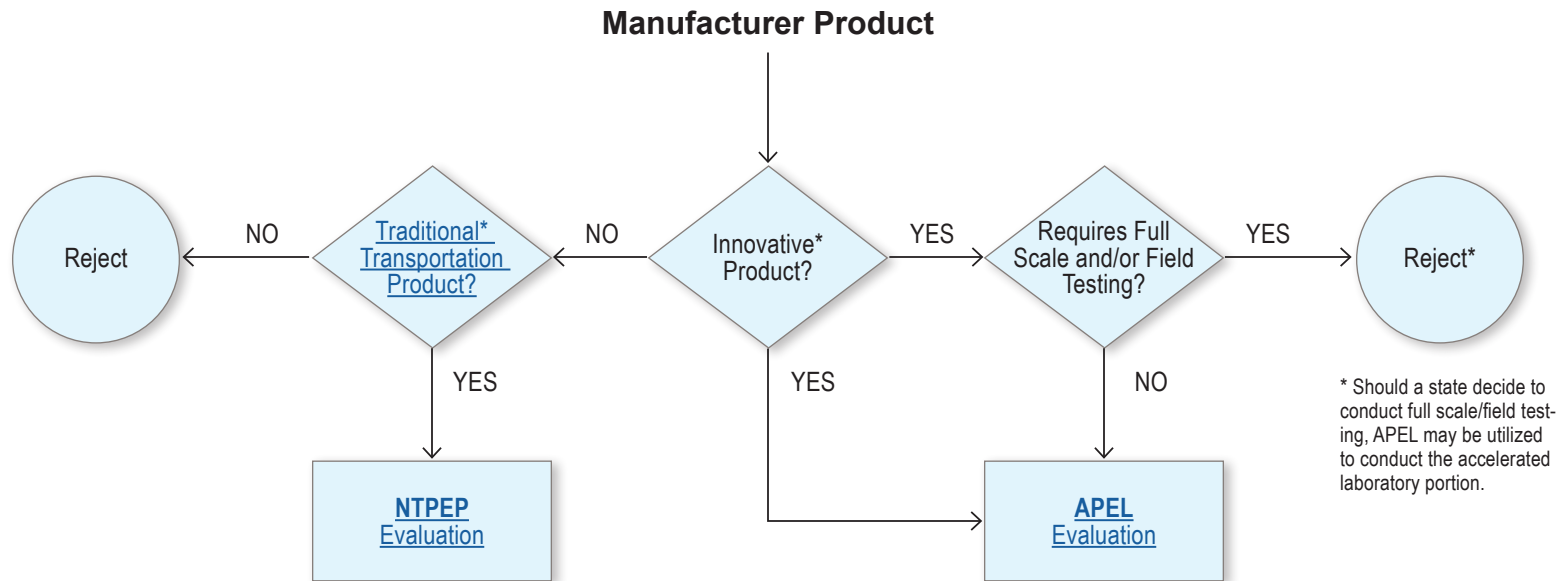 Manufacturer Product
Reject
NO
Traditional*
Transportation
Product?
NO
Innovative*
Product?
YES
Requires Full
Scale and/or Field
Testing?
YES
Reject*
YES
YES
NO
* Should a state decide to
conduct full scale/field test-
ing, APEL may be utilized
to conduct the accelerated
laboratory portion.
NTPEP
Evaluation
APEL
Evaluation